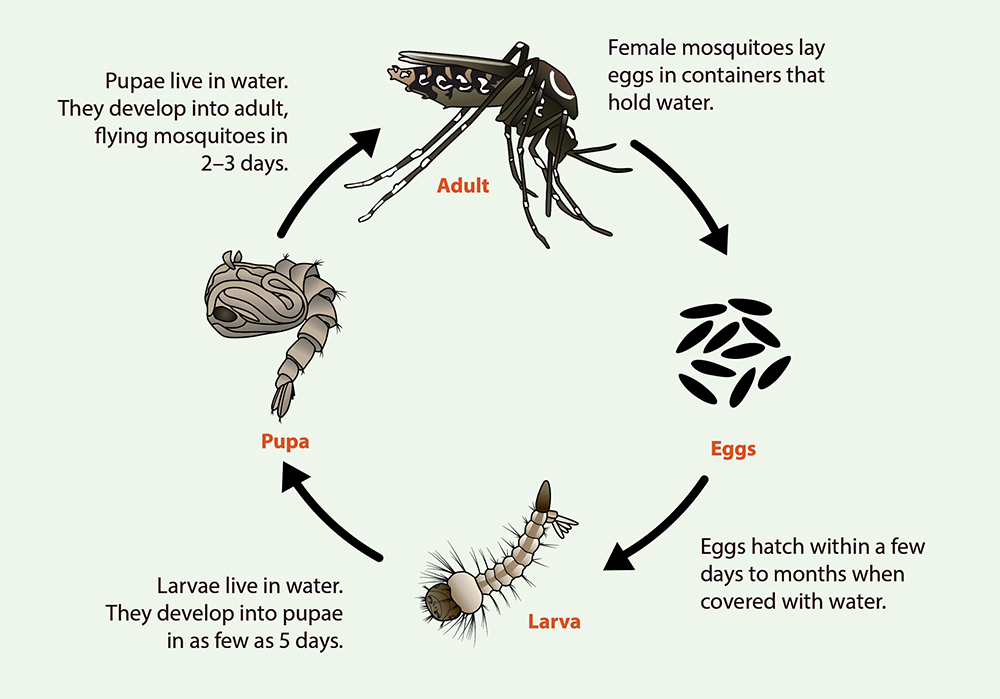 Female mosquitoes lay
eggs in containers that
hold water.
Pupae live in water.
They develop into adult,
flying mosquitoes in
2–3 days.
Adult
Pupa
Eggs
Eggs hatch within a few
days to months when
covered with water.
Larvae live in water.
They develop into pupae
in as few as 5 days.
Larva